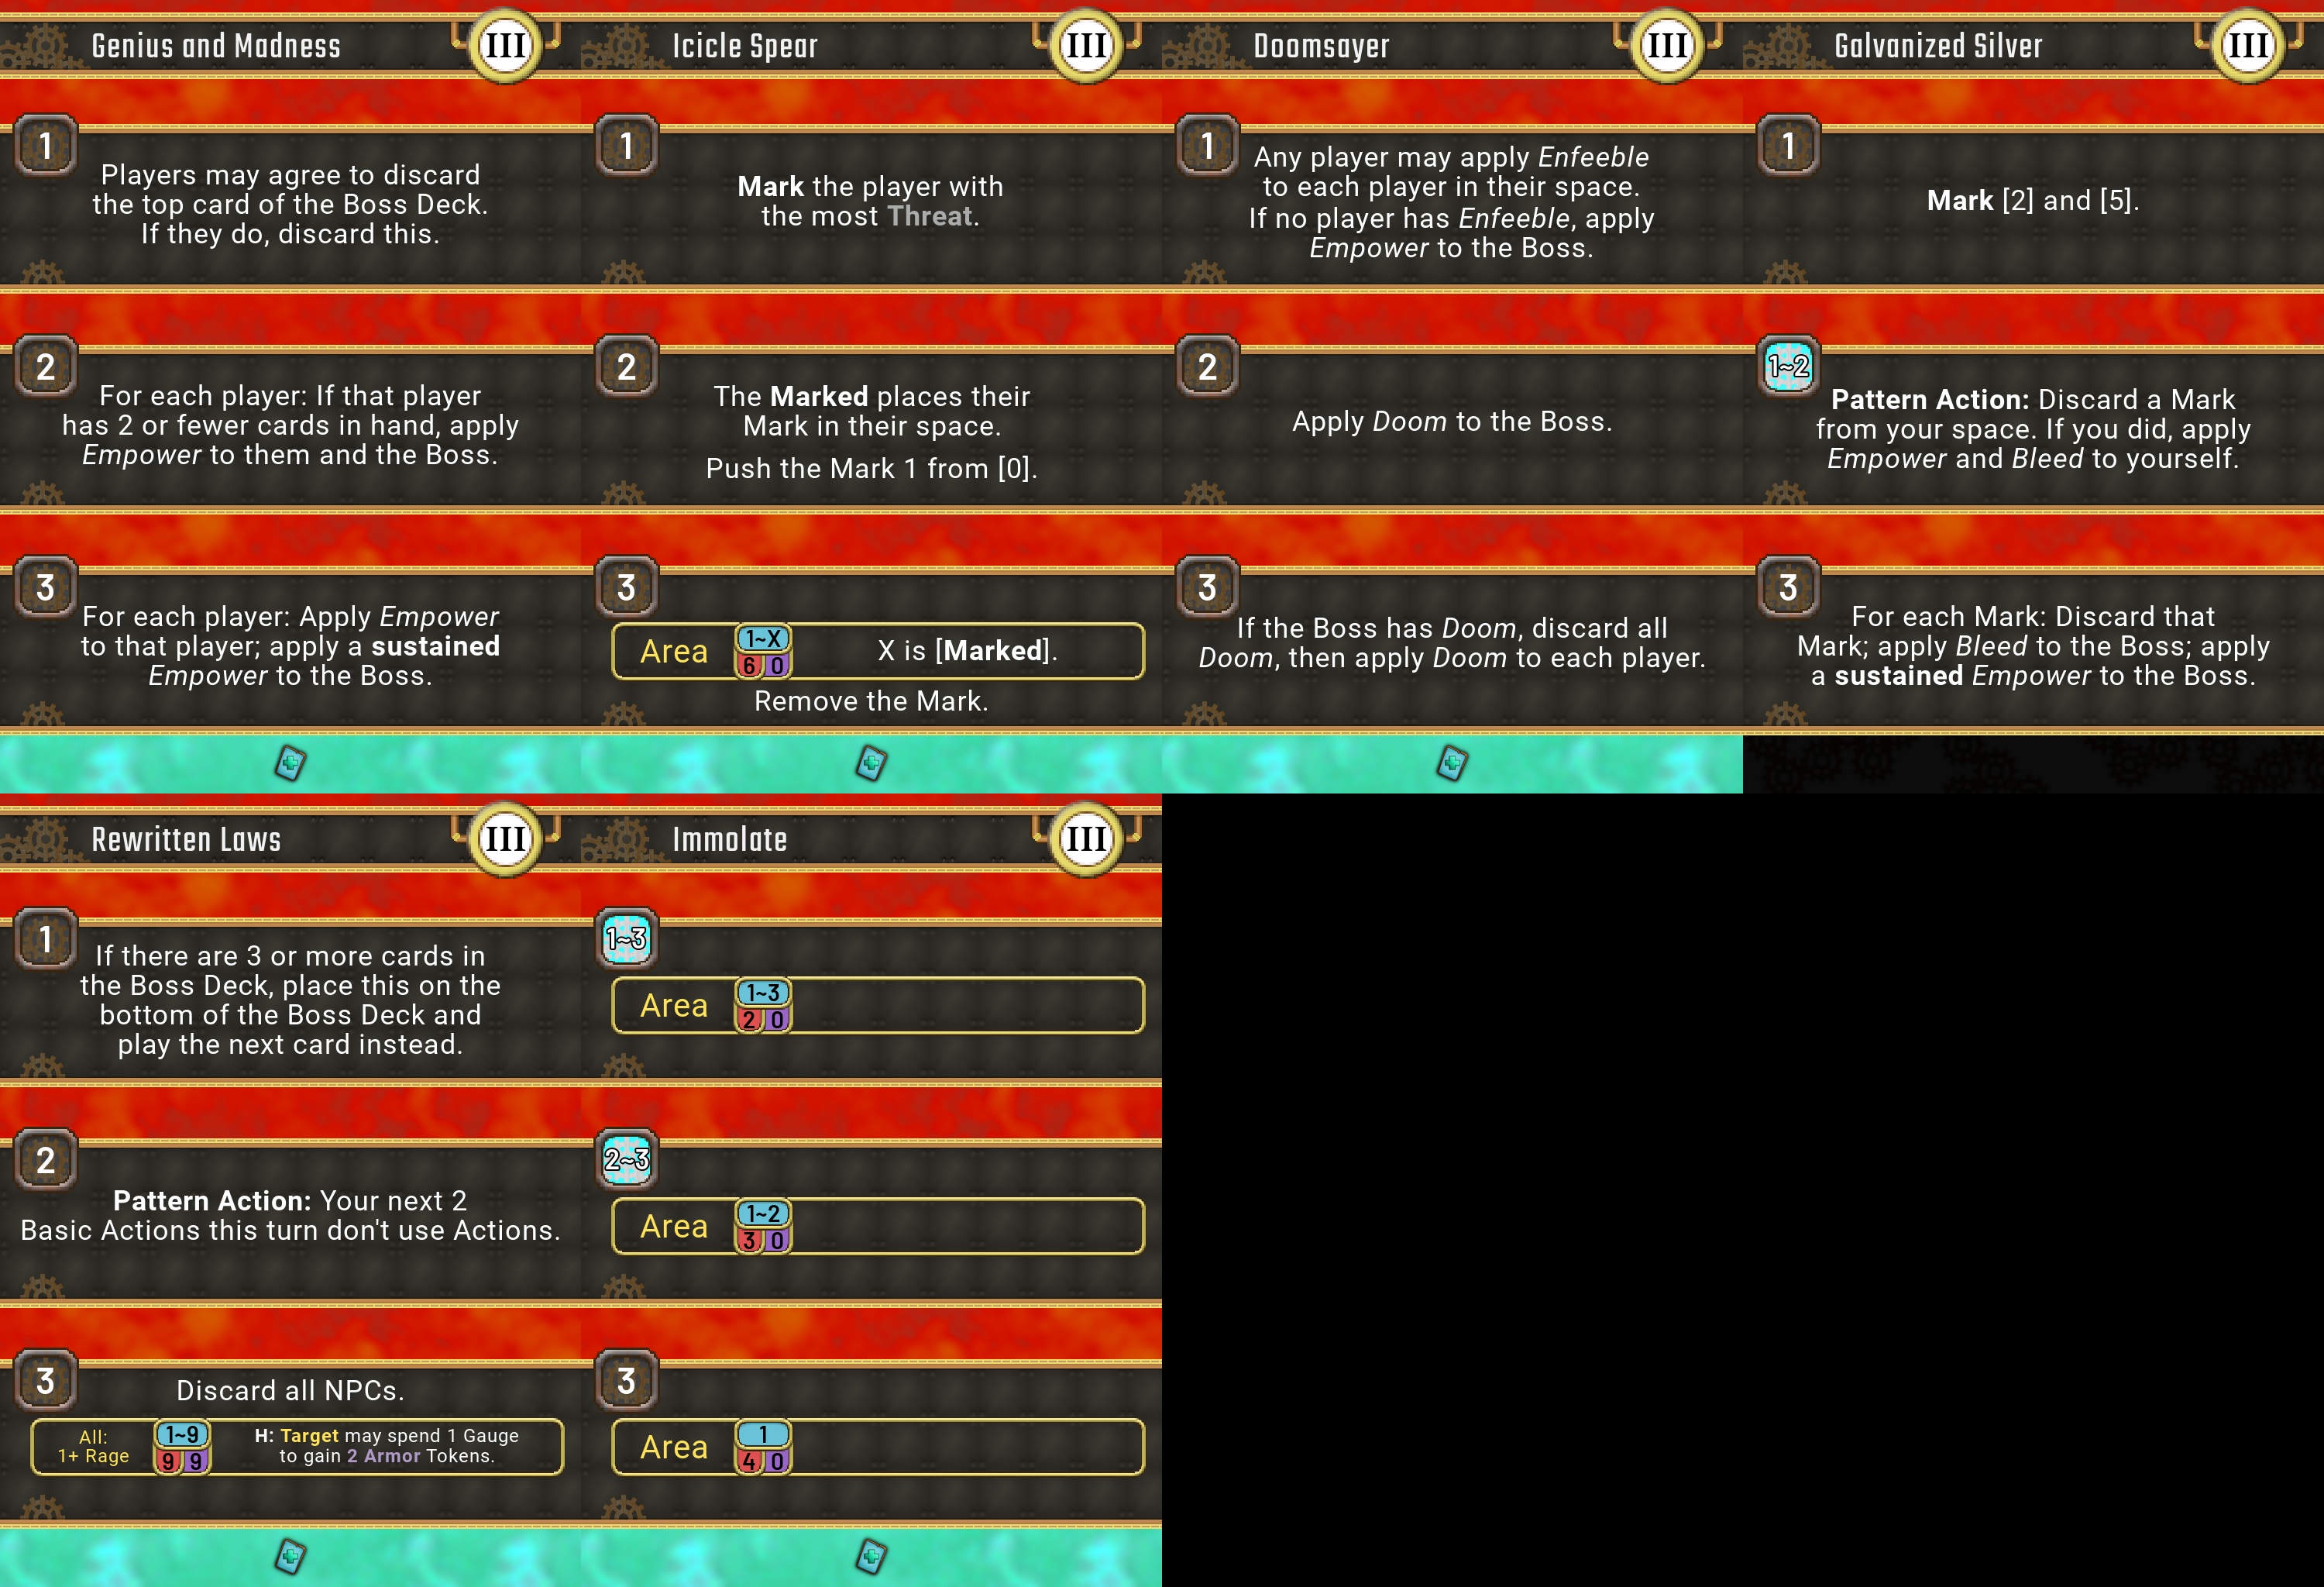 Genius and Madness
III
1
Players may agree to discard
the top card of the Boss Deck.
If they do, discard this.
2
For each player: If that player
has 2 or fewer cards in hand, apply
Empower to them and the Boss.
3
For each player: Apply Empower
to that player; apply a sustained
Empower to the Boss.
Icicle Spear
III
1
Mark the player with
the most Threat.
2
The Marked places their
Mark in their space.
Push the Mark 1 from [0].
3
Area 1~X 6 0 X is [Marked].
Remove the Mark.
Doomsayer
III
1
Any player may apply Enfeeble
to each player in their space.
If no player has Enfeeble, apply
Empower to the Boss.
2
Apply Doom to the Boss.
3
If the Boss has Doom, discard all
Doom, then apply Doom to each player.
Galvanized Silver
III
1
Mark [2] and [5].
1~2
Pattern Action: Discard a Mark
from your space. If you did, apply
Empower and Bleed to yourself.
3
For each Mark: Discard that
Mark; apply Bleed to the Boss; apply
a sustained Empower to the Boss.
Rewritten Laws
III
1
If there are 3 or more cards in
the Boss Deck, place this on the
bottom of the Boss Deck and
play the next card instead.
2
Pattern Action: Your next 2
Basic Actions this turn don't use Actions.
3
Discard all NPCs.
All:
1+ Rage
1~9
9 9
H: Target may spend 1 Gauge
to gain 2 Armor Tokens.
Immolate
III
1~3
Area 1~3 2 0
2~3
Area 1~2 3 0
3
Area 1 4 0